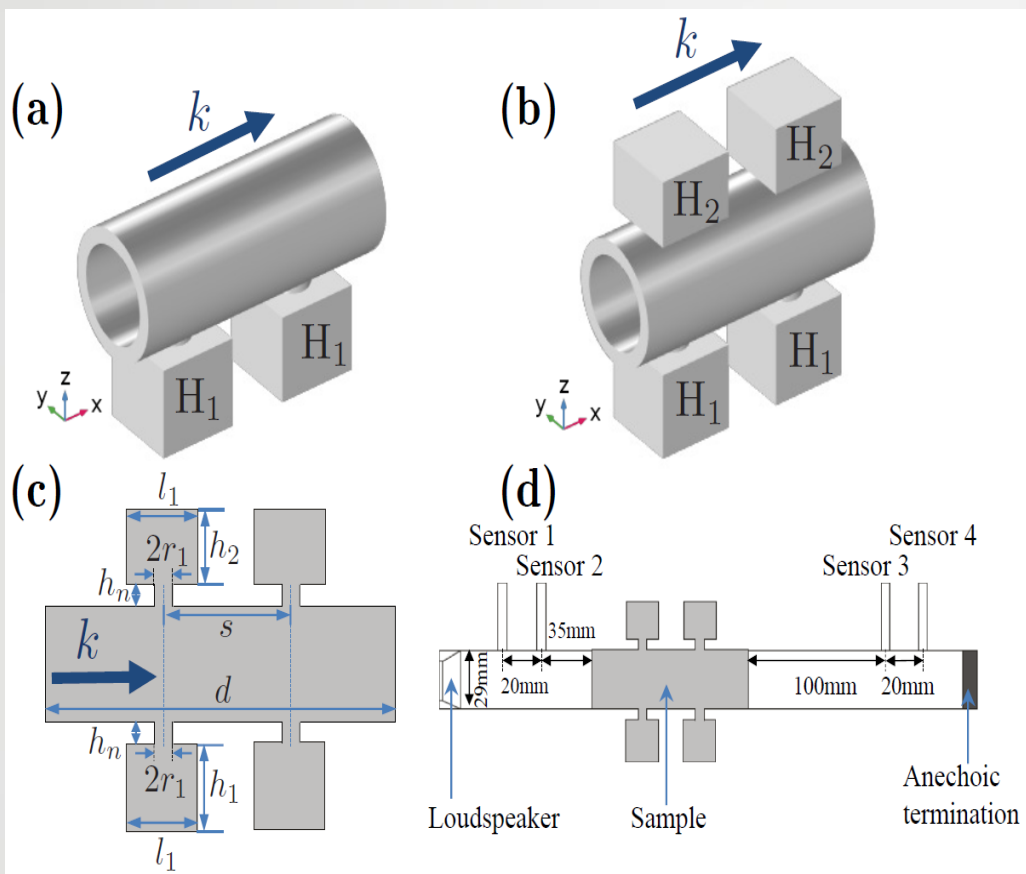 (a)
k
H₁
H₁
z
y
x
(b)
k
H₂
H₂
H₁
H₁
z
y
x
(c)
l₁
2r₁
h₂
hₙ
s
k
d
hₙ
2r₁
h₁
l₁
(d)
Sensor 1
Sensor 2
Sensor 4
Sensor 3
35mm
29mm
20mm
100mm
20mm
Loudspeaker
Sample
Anechoic
termination